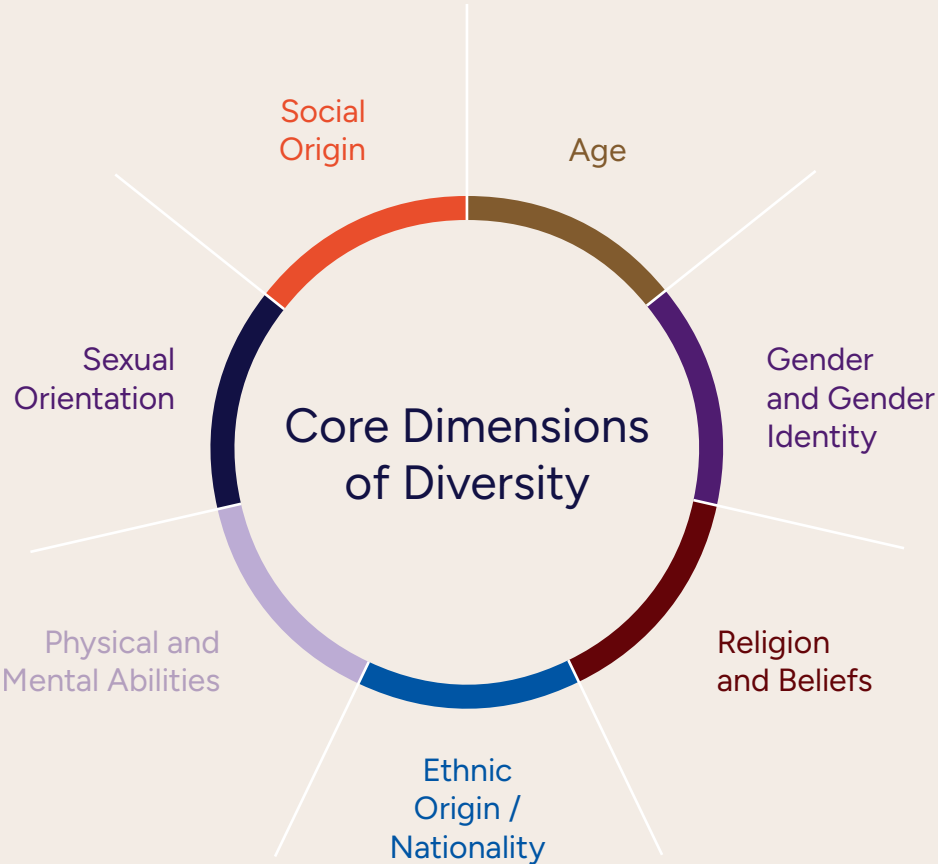 Social
Origin
Age
Sexual
Orientation
Gender
and Gender
Identity
Core Dimensions
of Diversity
Physical and
Mental Abilities
Religion
and Beliefs
Ethnic
Origin /
Nationality